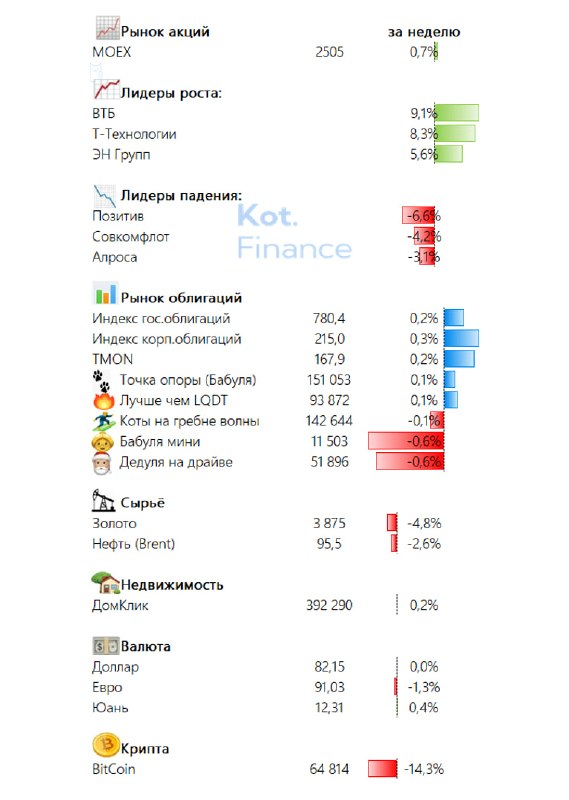 Рынок акций за неделю
MOEX 2505 0,7%
Лидеры роста:
ВТБ 9,1%
Т-Технологии 8,3%
ЭН Групп 5,6%
Лидеры падения:
Позитив -6,6%
Kot.
Совкомфлот -4,2%
Finance
Алроса -3,1%
Рынок облигаций
Индекс гос.облигаций 780,4 0,2%
Индекс корп.облигаций 215,0 0,3%
TMON 167,9 0,2%
Точка опоры (Бабуля) 151 053 0,1%
Лучше чем LQDT 93 872 0,1%
Коты на гребне волны 142 644 -0,1%
Бабуля мини 11 503 -0,6%
Дедуля на драйве 51 896 -0,6%
Сырьё
Золото 3 875 -4,8%
Нефть (Brent) 95,5 -2,6%
Недвижимость
ДомКлик 392 290 0,2%
Валюта
Доллар 82,15 0,0%
Евро 91,03 -1,3%
Юань 12,31 0,4%
Крипта
BitCoin 64 814 -14,3%